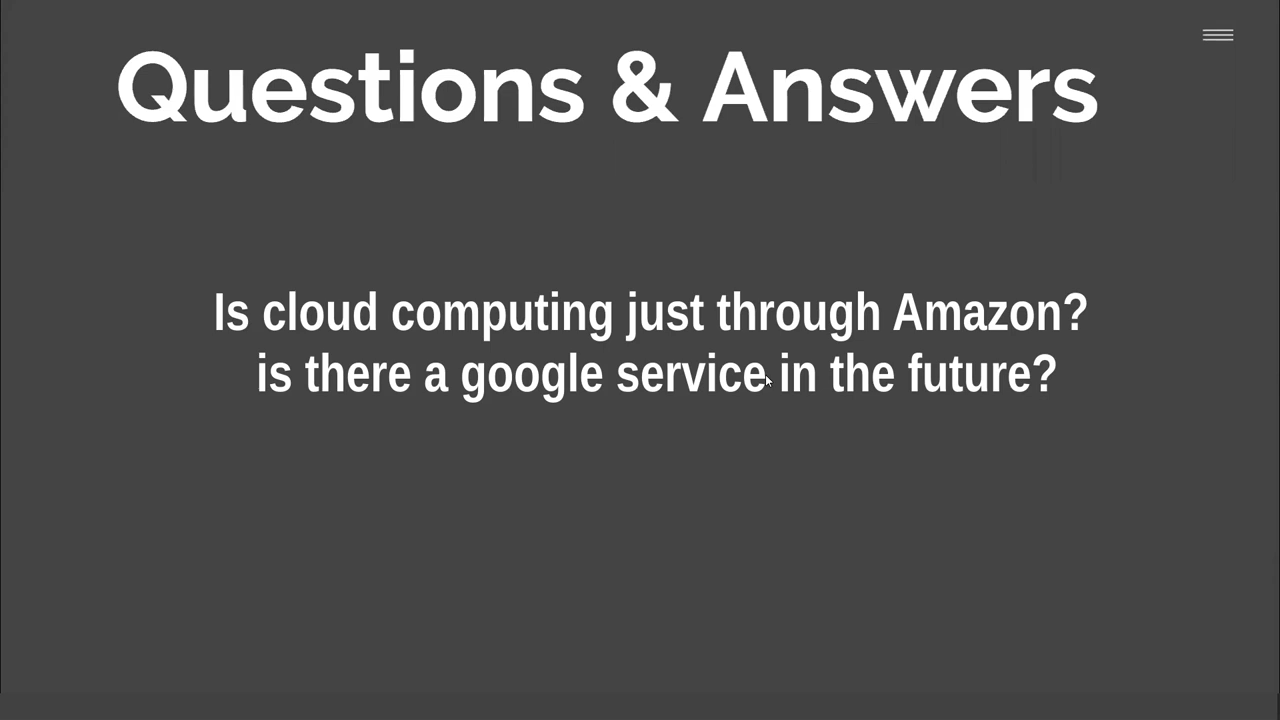 Questions & Answers
Is cloud computing just through Amazon?
is there a google service in the future?